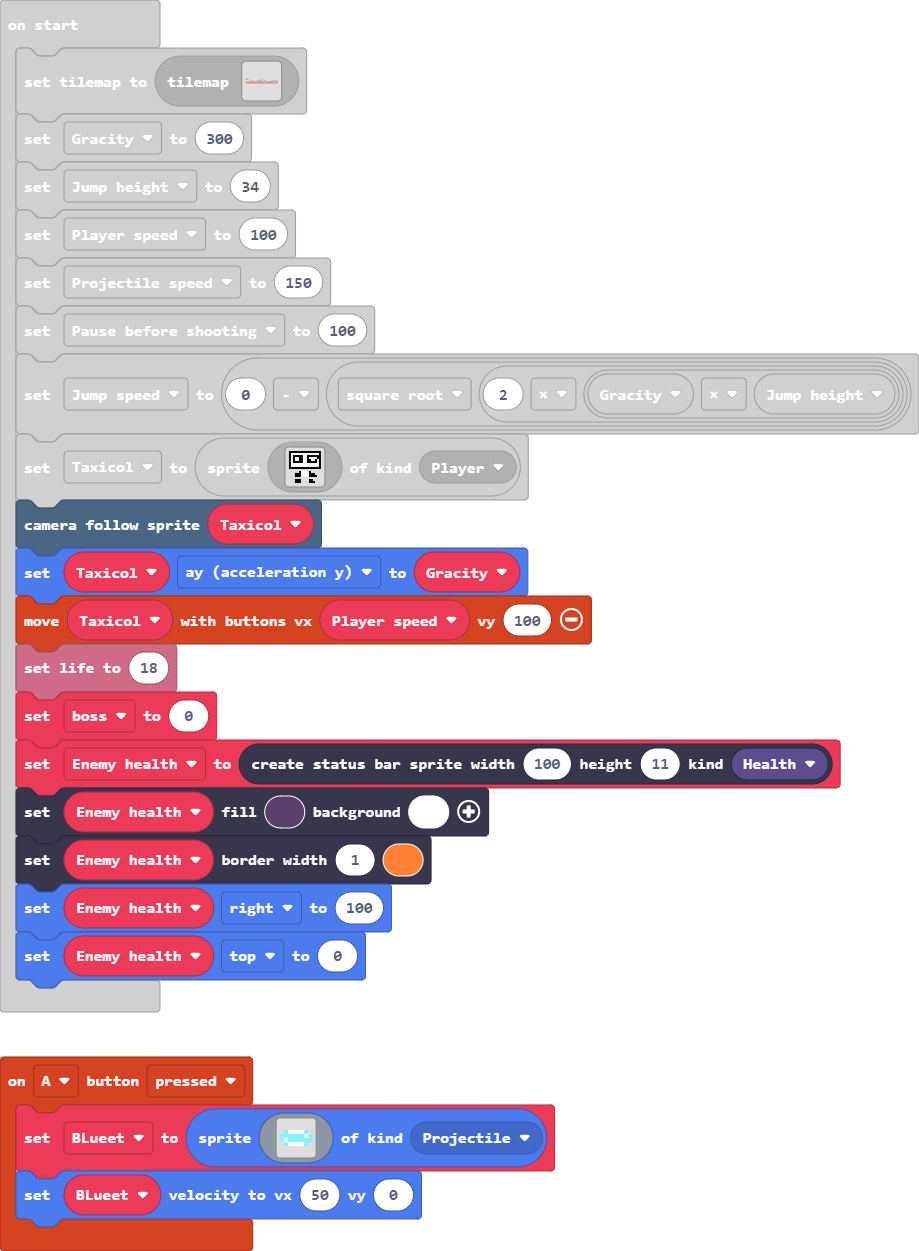 on start
set tilemap to tilemap
set Gracity to 300
set Jump height to 34
set Player speed to 100
set Projectile speed to 150
set Pause before shooting to 100
set Jump speed to 0 - square root 2 × Gracity × Jump height
set Taxicol to sprite of kind Player
camera follow sprite Taxicol
set Taxicol ay (acceleration y) to Gracity
move Taxicol with buttons vx Player speed vy 100
set life to 18
set boss to 0
set Enemy health to create status bar sprite width 100 height 11 kind Health
set Enemy health fill background
set Enemy health border width 1
set Enemy health right to 100
set Enemy health top to 0
on A button pressed
set BLueet to sprite of kind Projectile
set BLueet velocity to vx 50 vy 0